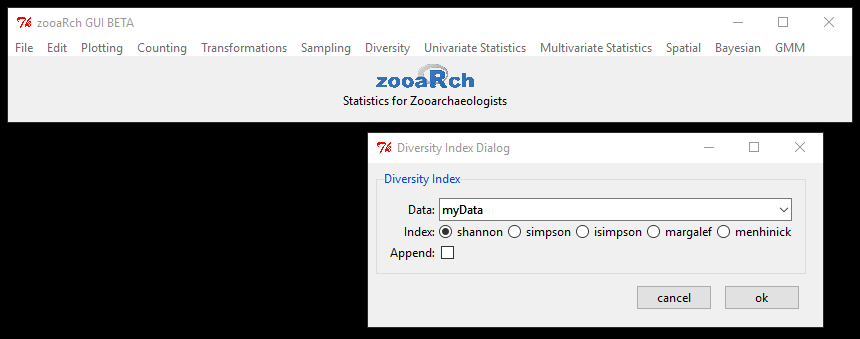 zooaRch GUI BETA
File Edit Plotting Counting Transformations Sampling Diversity Univariate Statistics Multivariate Statistics Spatial Bayesian GMM
zooaRch
Statistics for Zooarchaeologists
Diversity Index Dialog
Diversity Index
Data: myData
Index: shannon simpson isimpson margalef menhinick
Append:
cancel ok